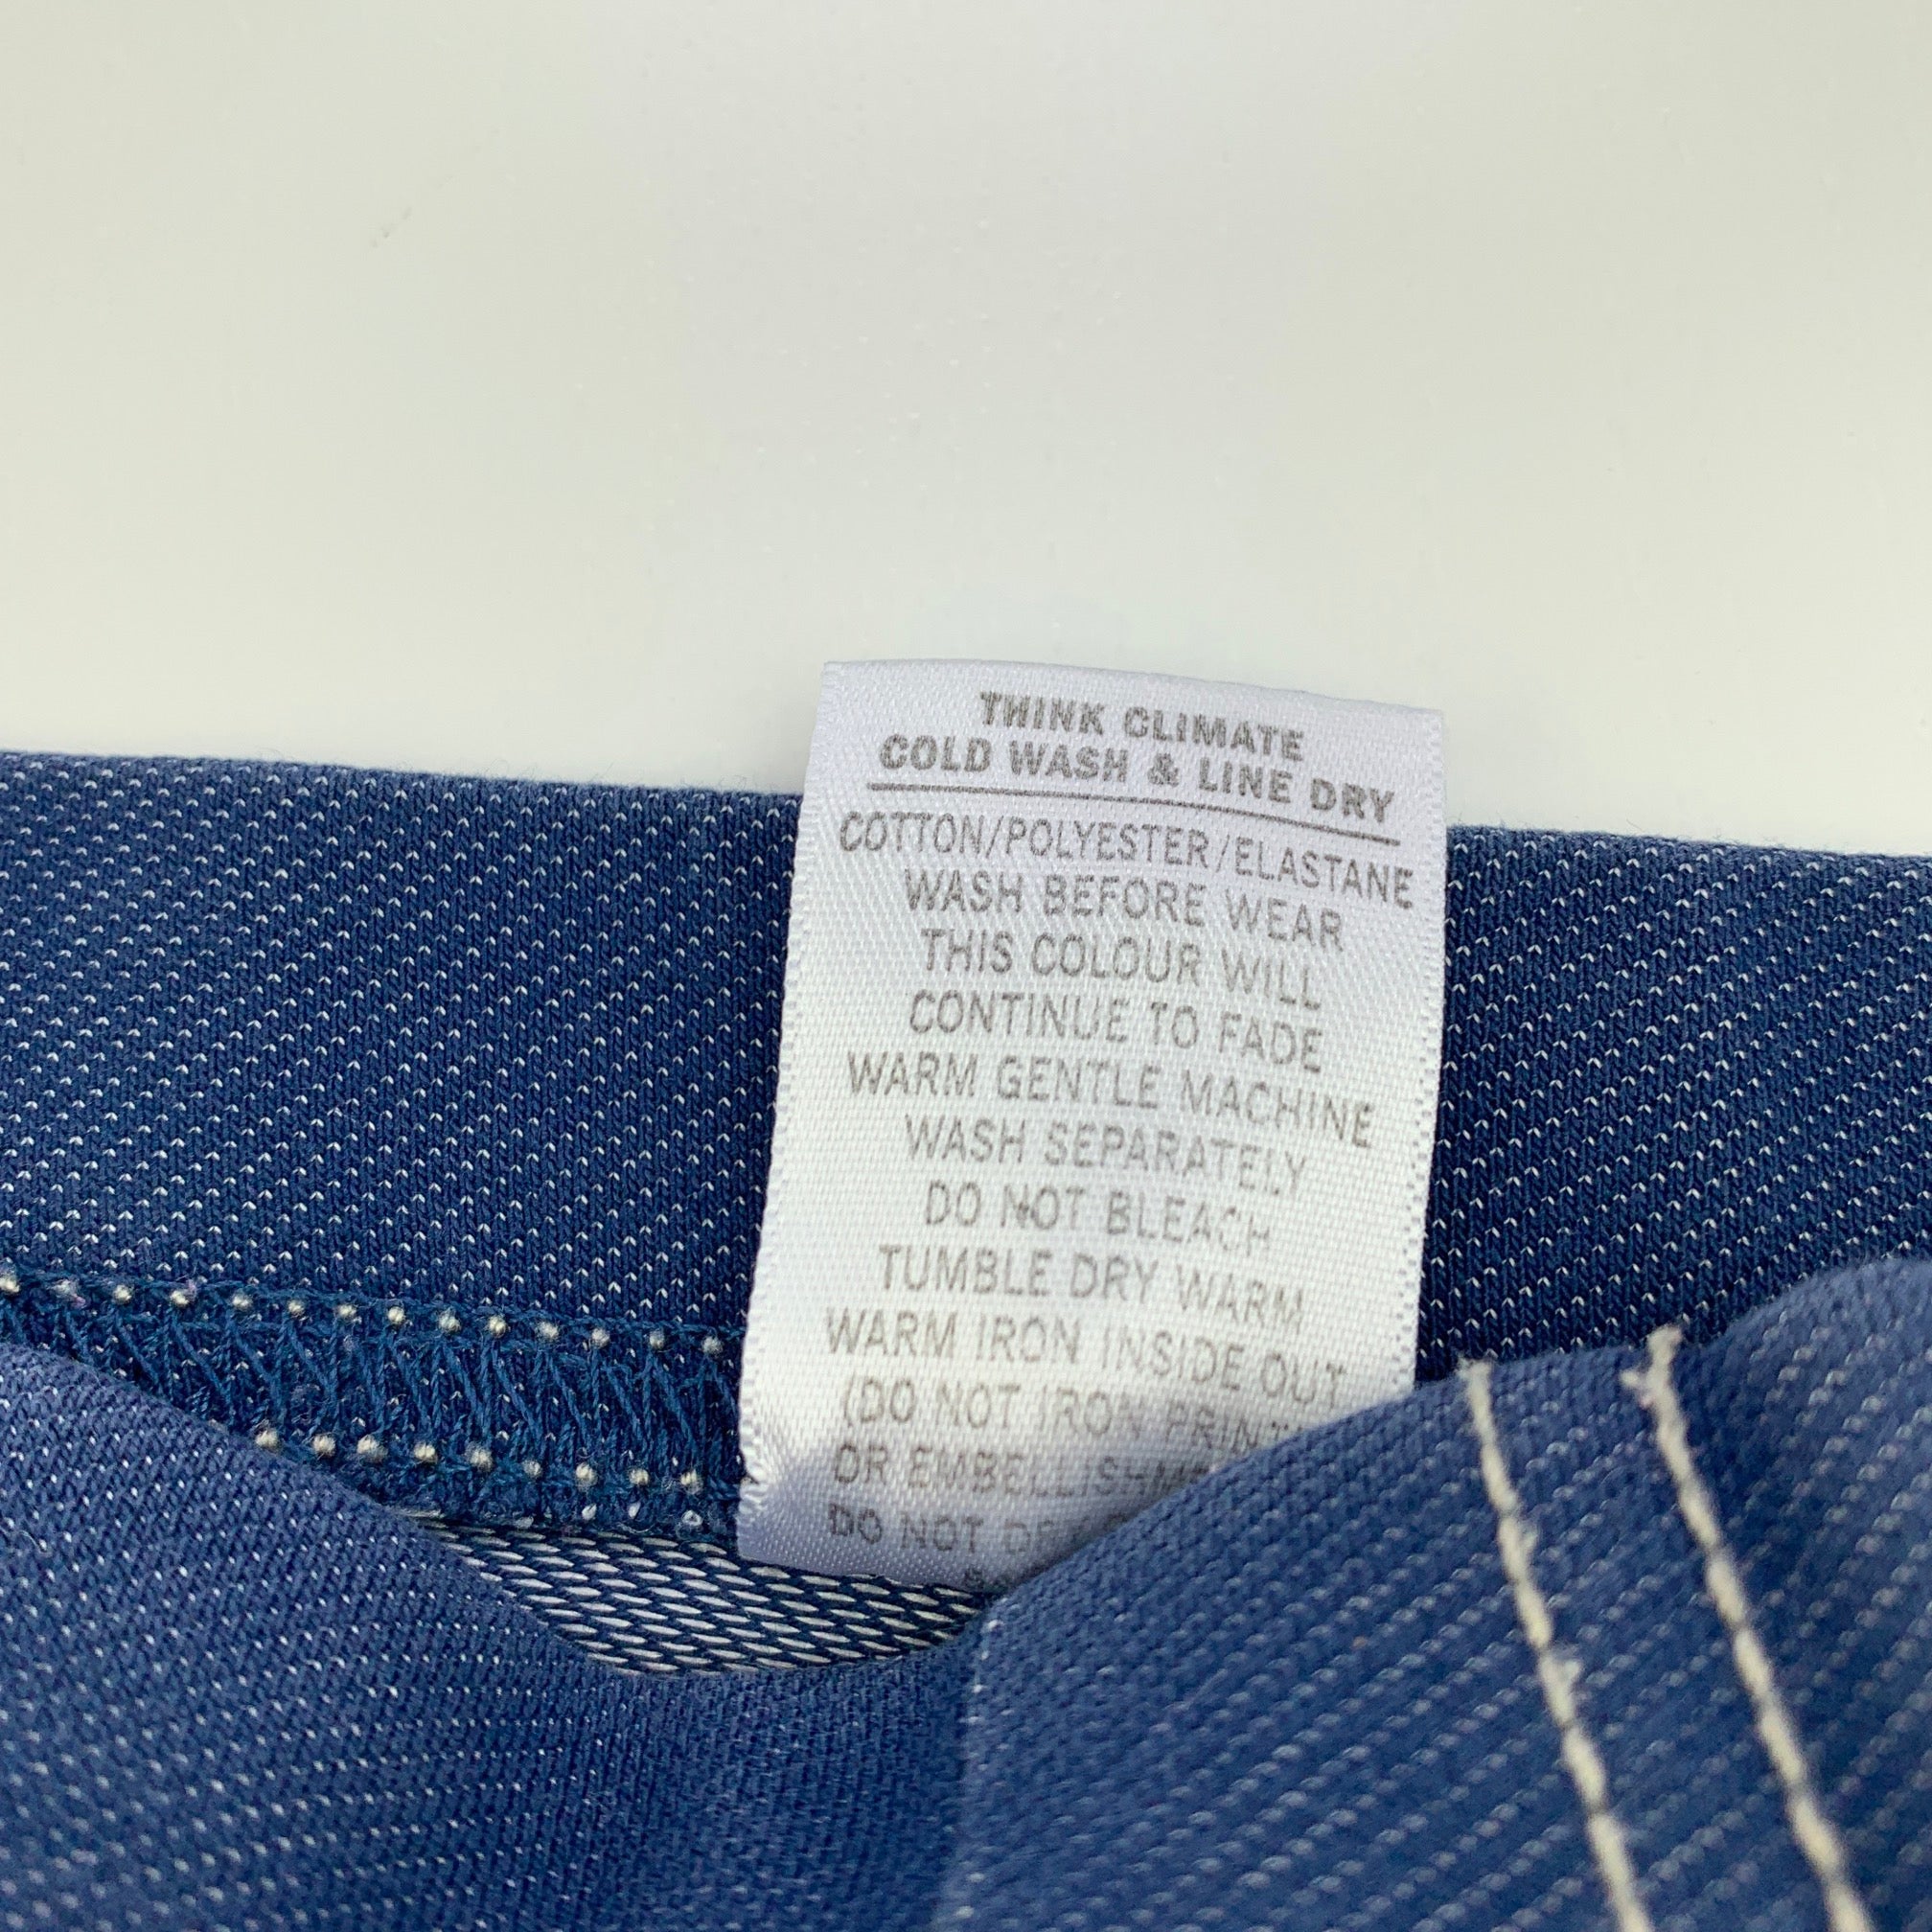 THINK CLIMATE
COLD WASH & LINE DRY
COTTON/POLYESTER/ELASTANE
WASH BEFORE WEAR
THIS COLOUR WILL
CONTINUE TO FADE
WARM GENTLE MACHINE
WASH SEPARATELY
DO NOT BLEACH
TUMBLE DRY WARM
WARM IRON INSIDE OUT
(DO NOT IRON
OR
DO NOT